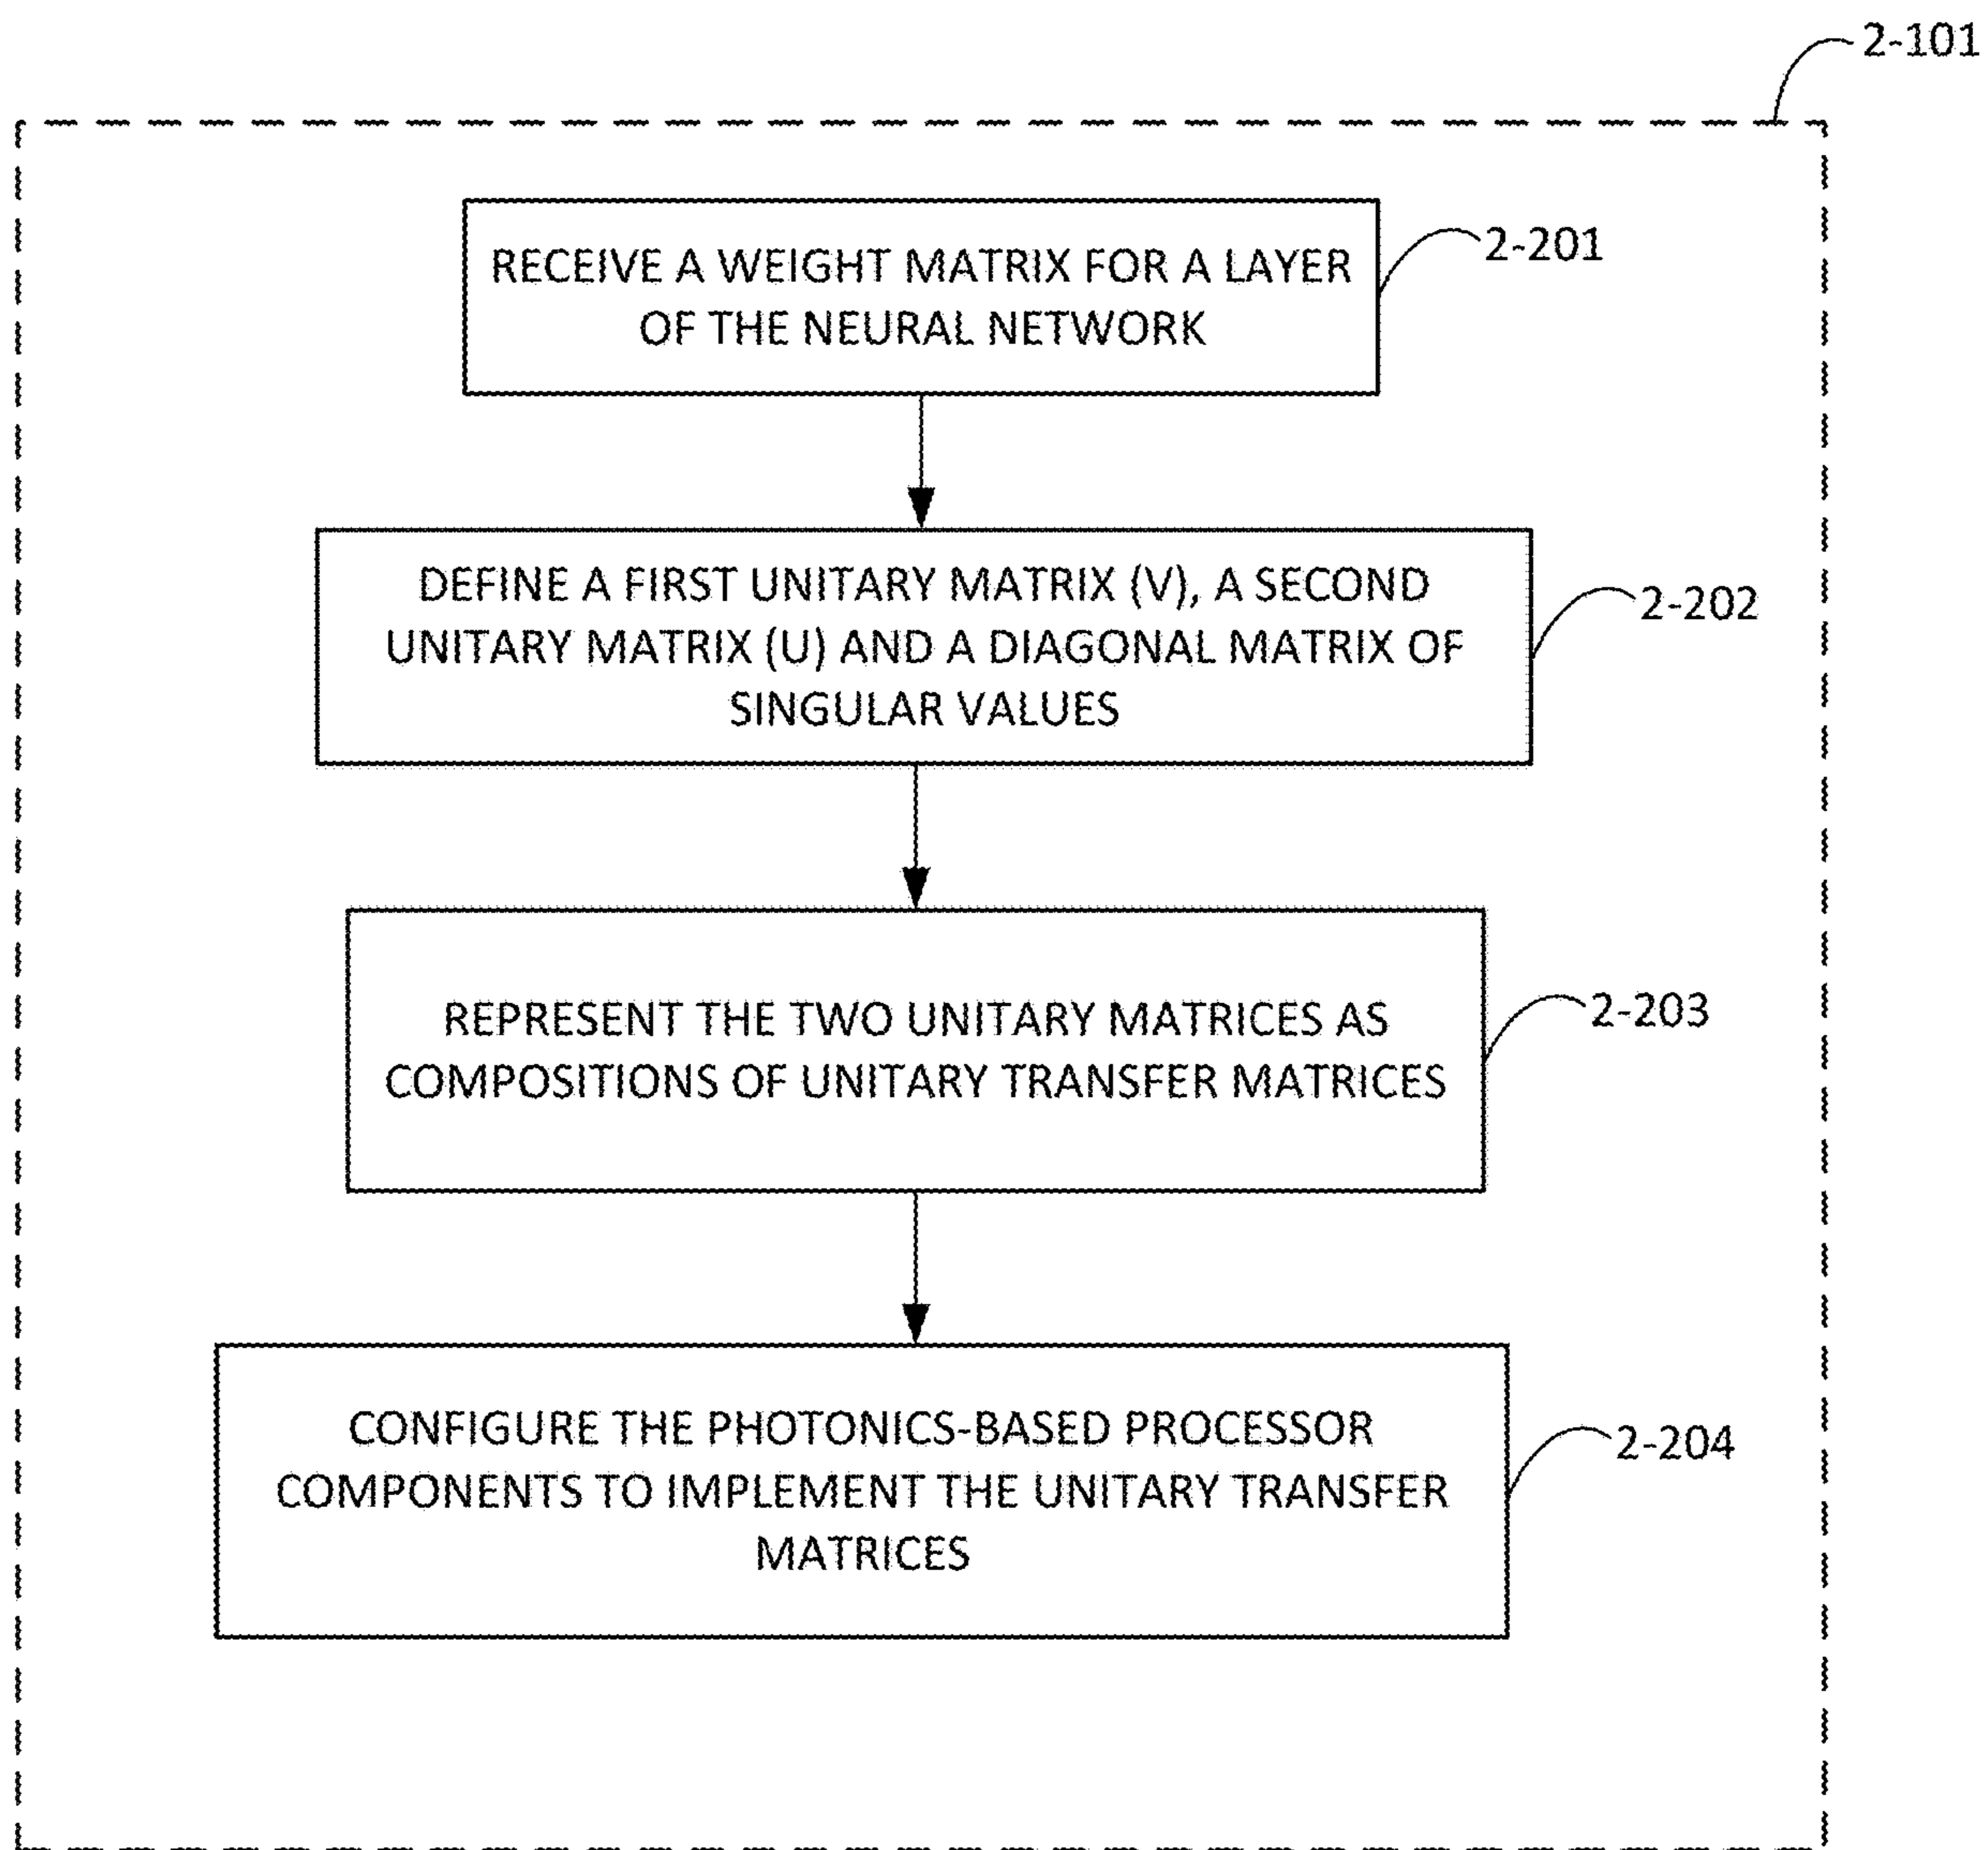 2-101
RECEIVE A WEIGHT MATRIX FOR A LAYER
OF THE NEURAL NETWORK
2-201
DEFINE A FIRST UNITARY MATRIX (V), A SECOND
UNITARY MATRIX (U) AND A DIAGONAL MATRIX OF
SINGULAR VALUES
2-202
REPRESENT THE TWO UNITARY MATRICES AS
COMPOSITIONS OF UNITARY TRANSFER MATRICES
2-203
CONFIGURE THE PHOTONICS-BASED PROCESSOR
COMPONENTS TO IMPLEMENT THE UNITARY TRANSFER
MATRICES
2-204